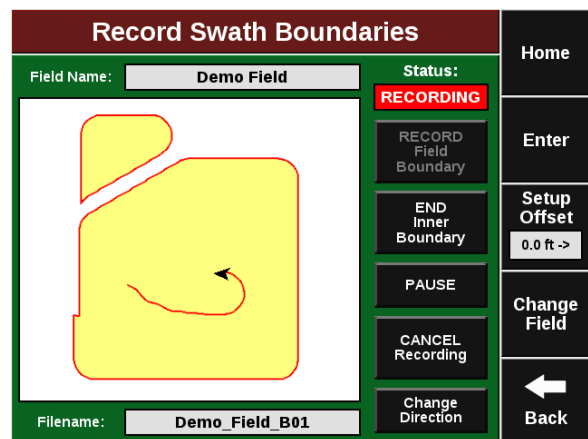 Record Swath Boundaries
Field Name:
Demo Field
Status:
RECORDING
RECORD
Field
Boundary
END
Inner
Boundary
PAUSE
CANCEL
Recording
Change
Direction
Filename:
Demo_Field_B01
Home
Enter
Setup
Offset
0.0 ft ->
Change
Field
Back